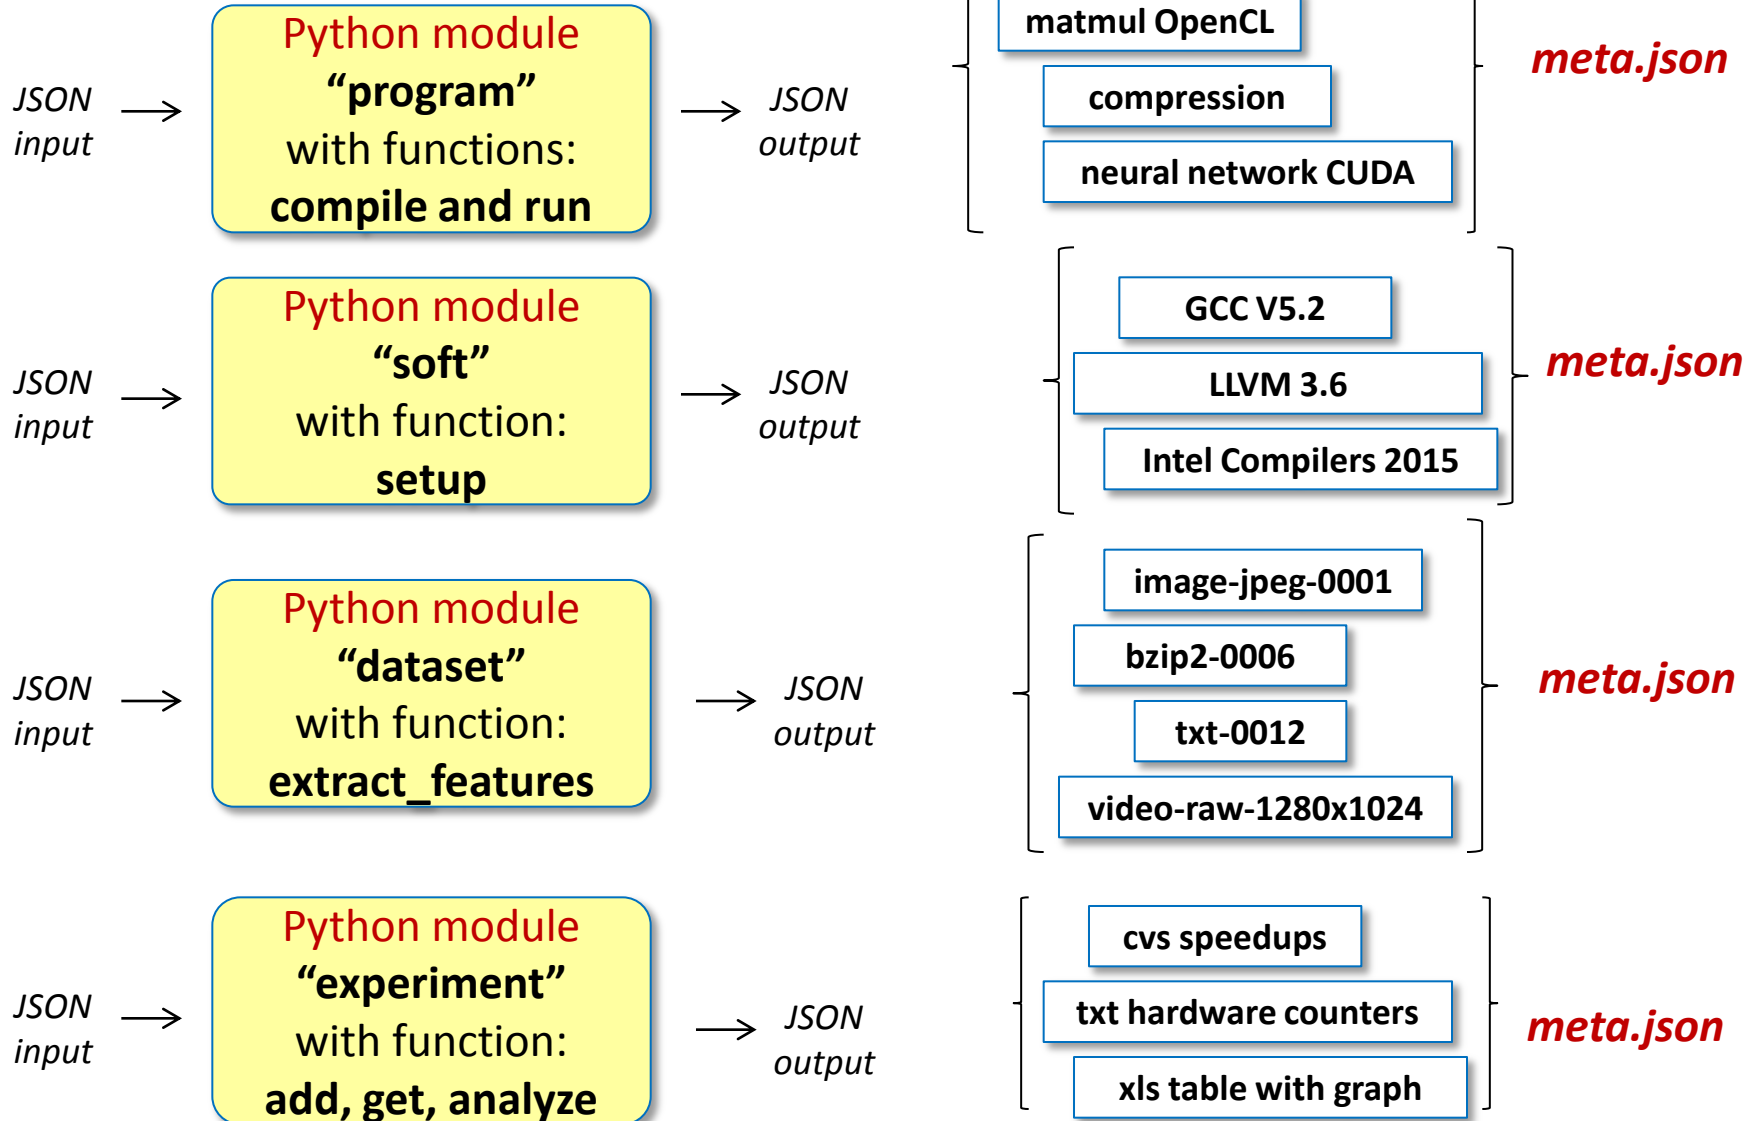 JSON
input
Python module
“program”
with functions:
compile and run
JSON
output
matmul OpenCL
compression
neural network CUDA
meta.json
JSON
input
Python module
“soft”
with function:
setup
JSON
output
GCC V5.2
LLVM 3.6
Intel Compilers 2015
meta.json
JSON
input
Python module
“dataset”
with function:
extract_features
JSON
output
image-jpeg-0001
bzip2-0006
txt-0012
video-raw-1280x1024
meta.json
JSON
input
Python module
“experiment”
with function:
add, get, analyze
JSON
output
cvs speedups
txt hardware counters
xls table with graph
meta.json